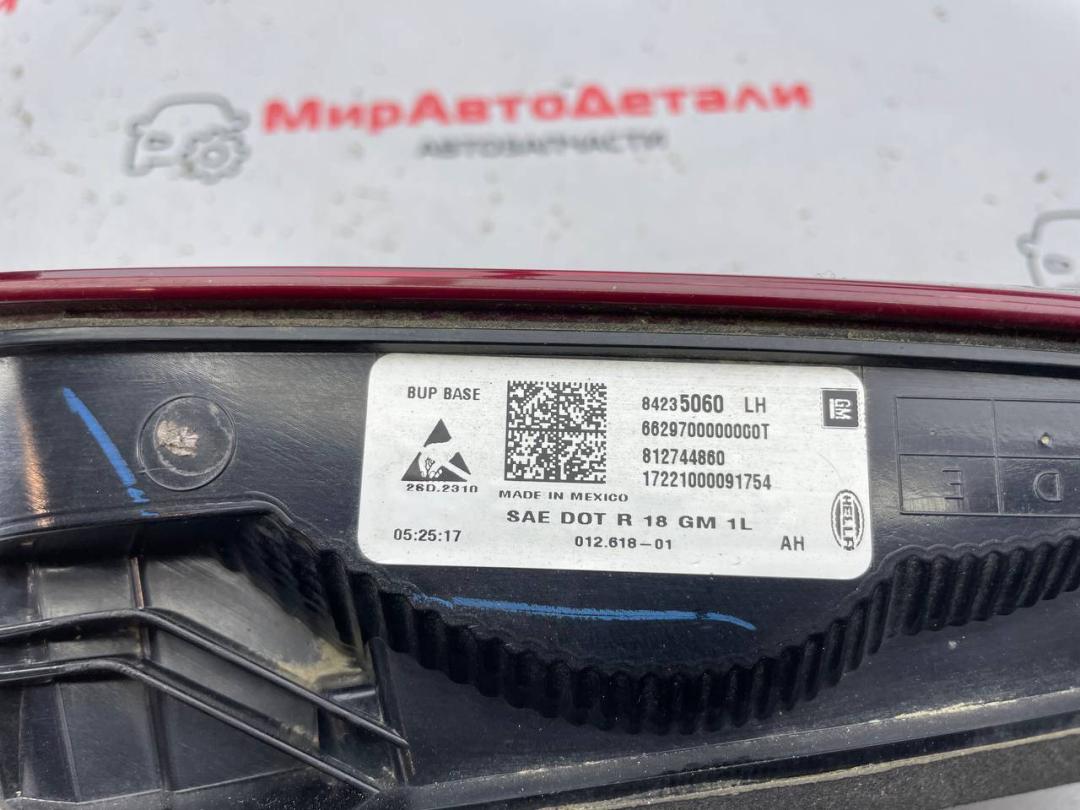 МирАвтоДетали
АВТОЗАПЧАСТИ
BUP BASE
84235060 LH
GM
6629700000000T
812744860
17221000091754
26D.2310
MADE IN MEXICO
SAE DOT R 18 GM 1L
HELLA
05:25:17
012.618-01
AH
E
D